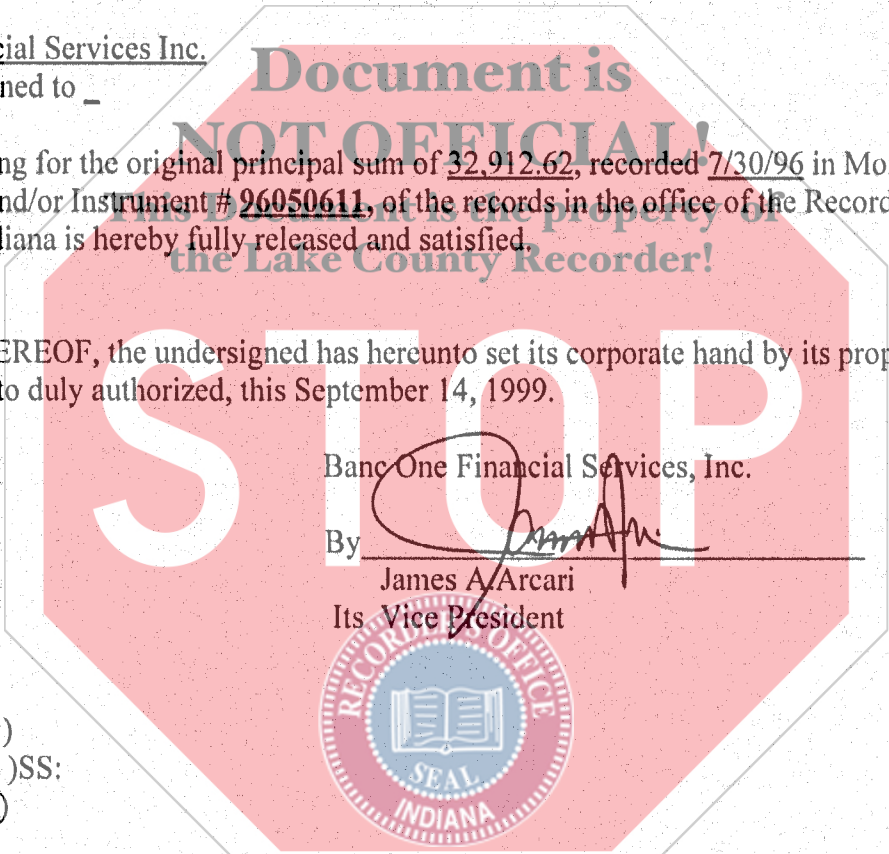 cial Services Inc.
ned to _
Document is
NOT OFFICIAL!
ng for the original principal sum of 32,912.62, recorded 7/30/96 in Mo
nd/or Instrument # 96050611, of the records in the office of the Record
This Document is the property of
diana is hereby fully released and satisfied.
the Lake County Recorder!
EREOF, the undersigned has hereunto set its corporate hand by its prop
to duly authorized, this September 14, 1999.
STOP
Banc One Financial Services, Inc.
By
James A Arcari
Its Vice President
RECORDER'S OFFICE
SEAL
INDIANA
)
)SS:
)